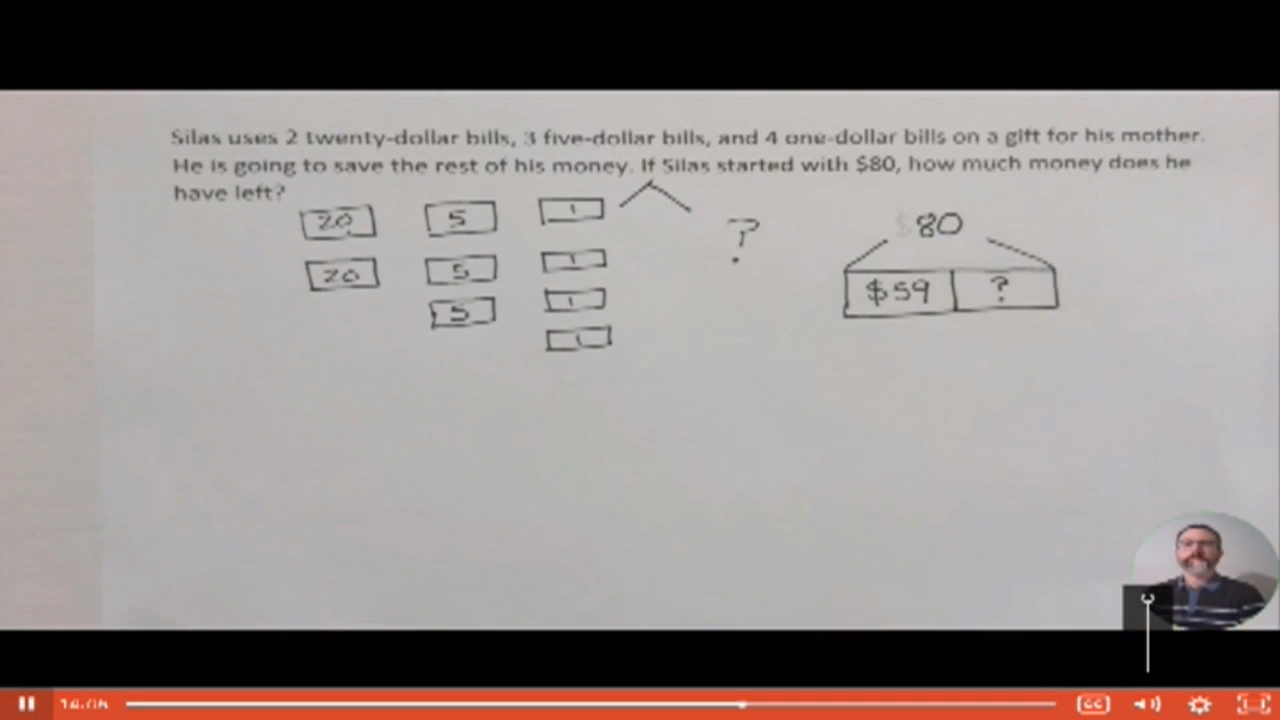 Silas uses 2 twenty-dollar bills, 3 five-dollar bills, and 4 one-dollar bills on a gift for his mother.
He is going to save the rest of his money. If Silas started with $80, how much money does he
have left?
20 5 1
?
$80
20 5 1
$59 ?
5 1
1
CC